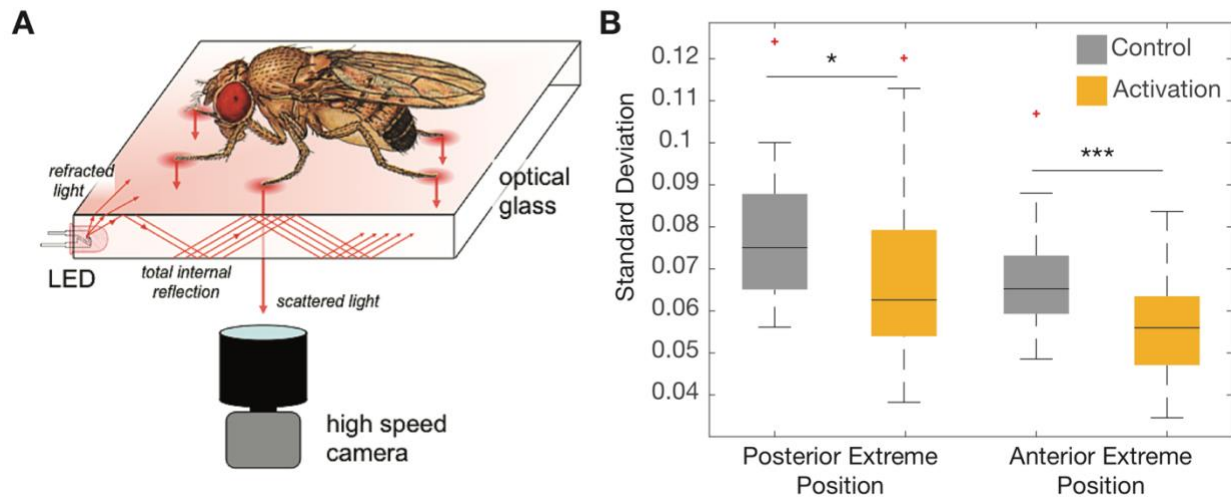 A
refracted
light
LED
total internal
reflection
scattered light
optical
glass
high speed
camera
B
Standard Deviation
0.12
0.11
0.1
0.09
0.08
0.07
0.06
0.05
0.04
*
***
Control
Activation
Posterior Extreme
Position
Anterior Extreme
Position